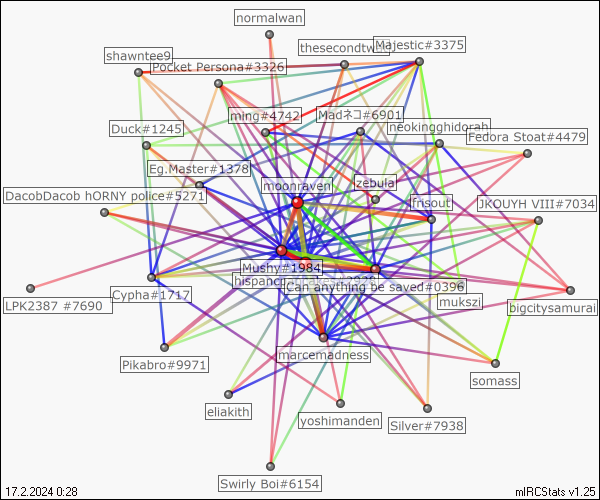 normalwan
thesecondtw
Majestic#3375
shawntee9
Pocket Persona#3326
ming#4742
Madネコ#6901
neokingghidorah
Duck#1245
Fedora Stoat#4479
Eg.Master#1378
moonraven
zebula
DacobDacob hORNY police#5271
frisout
JKOUYH VIII#7034
Mushy#1984
Can anything be saved#0396
LPK2387 #7690
Cypha#1717
mukszi
bigcitysamurai
marcemadness
Pikabro#9971
somass
eliakith
yoshimanden
Silver#7938
Swirly Boi#6154
17.2.2024 0:28
mIRCStats v1.25